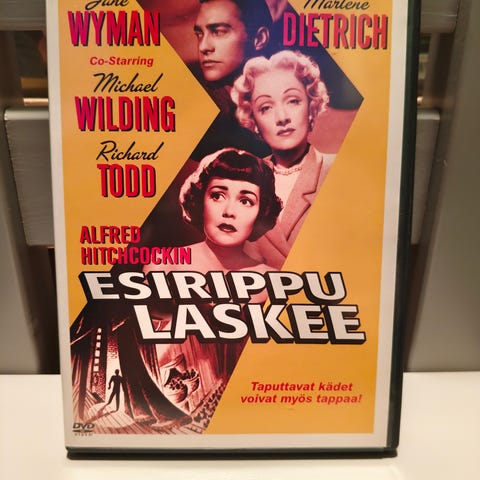 Jane
WYMAN
Marlene
DIETRICH
Co-Starring
Michael
WILDING
Richard
TODD
ALFRED
HITCHCOCKIN
ESIRIPPU
LASKEE
Taputtavat kädet
voivat myös tappaa!
DVD
VIDEO